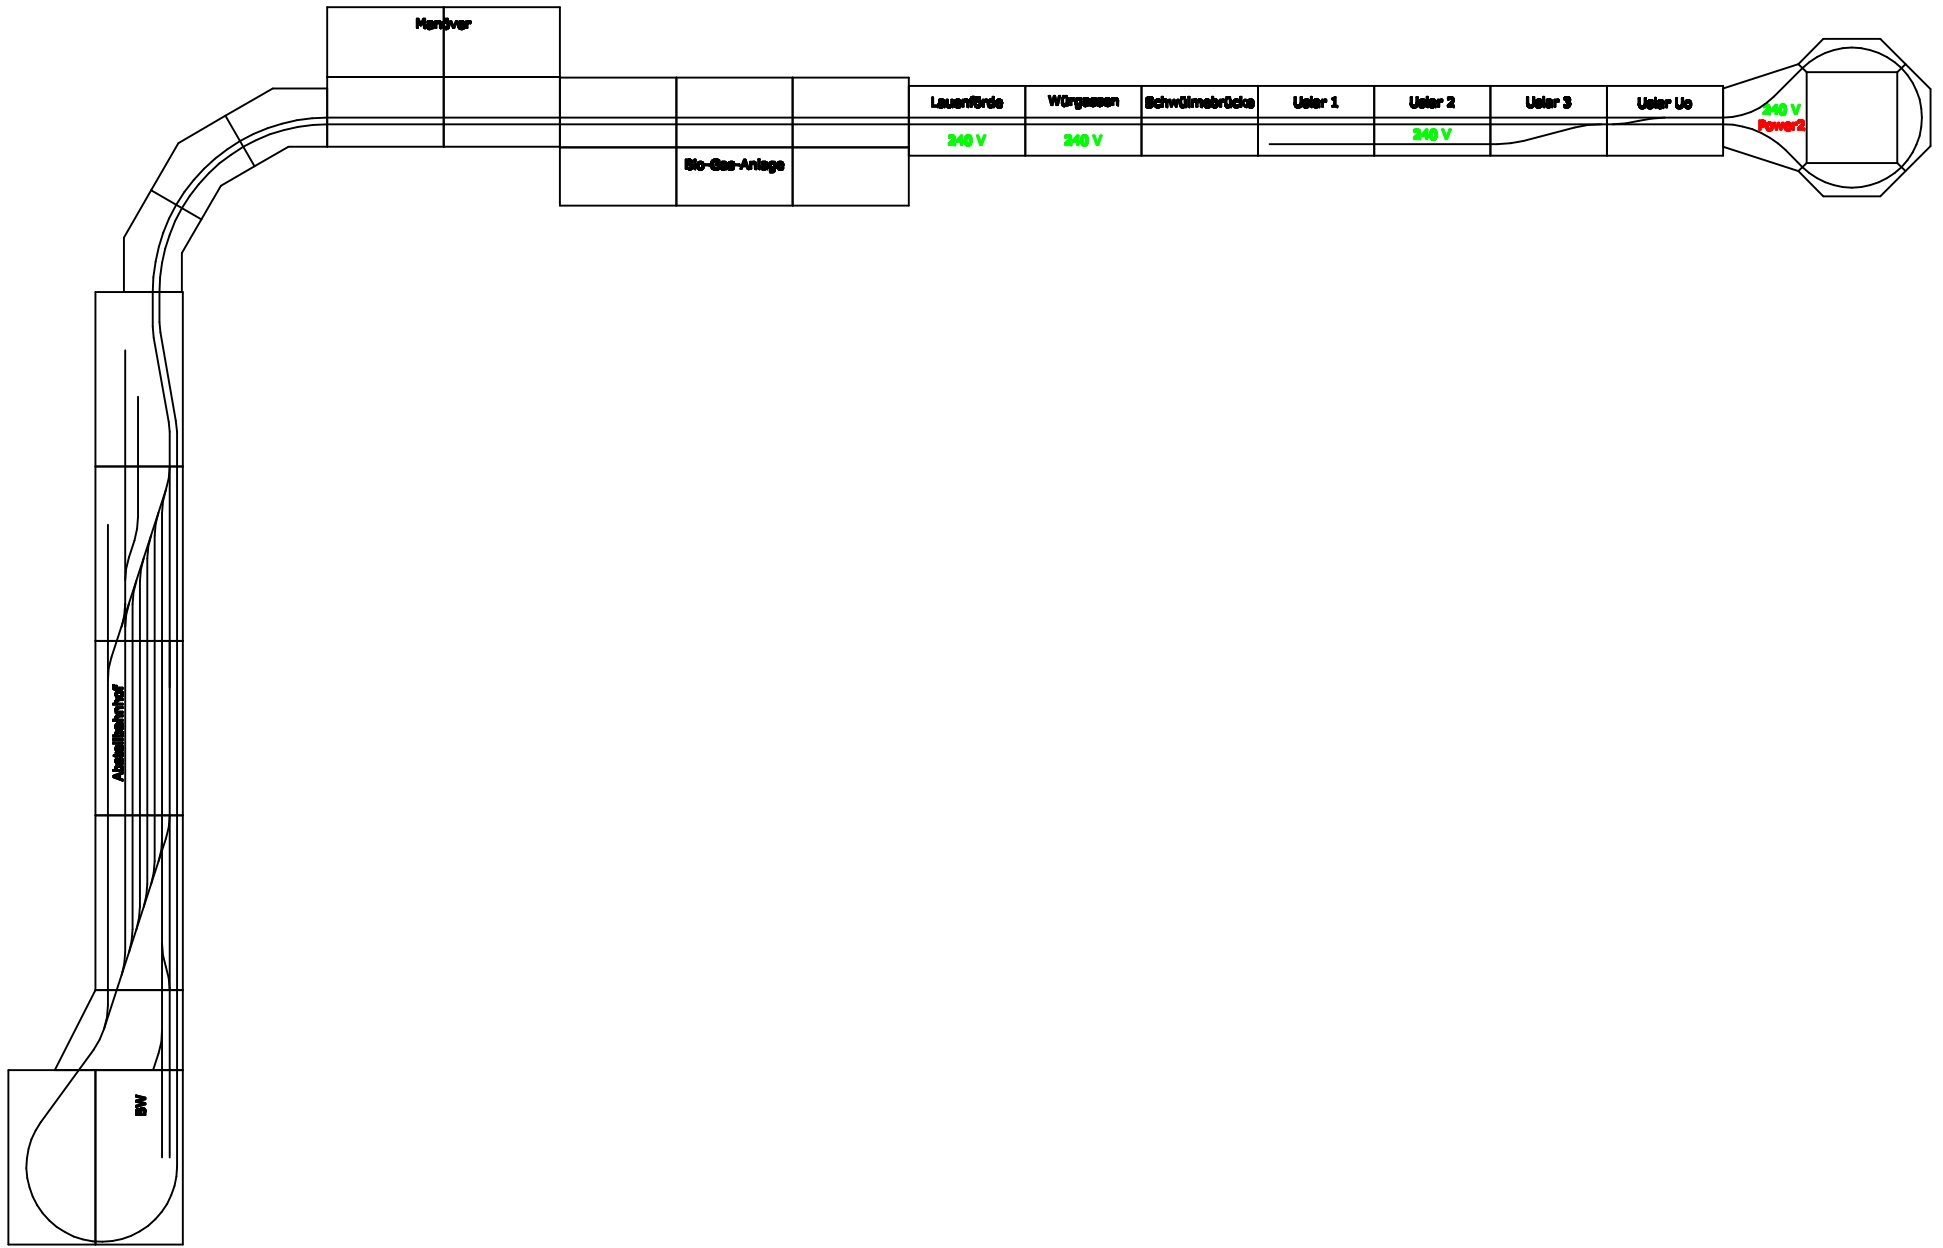 Manöver
Lauenförde
Würgassen
Schwülmebrücke
Uslar 1
Uslar 2
Uslar 3
Uslar Uo
240 V
Power2
240 V
240 V
240 V
Bio-Gas-Anlage
Abstellbahnhof
BW